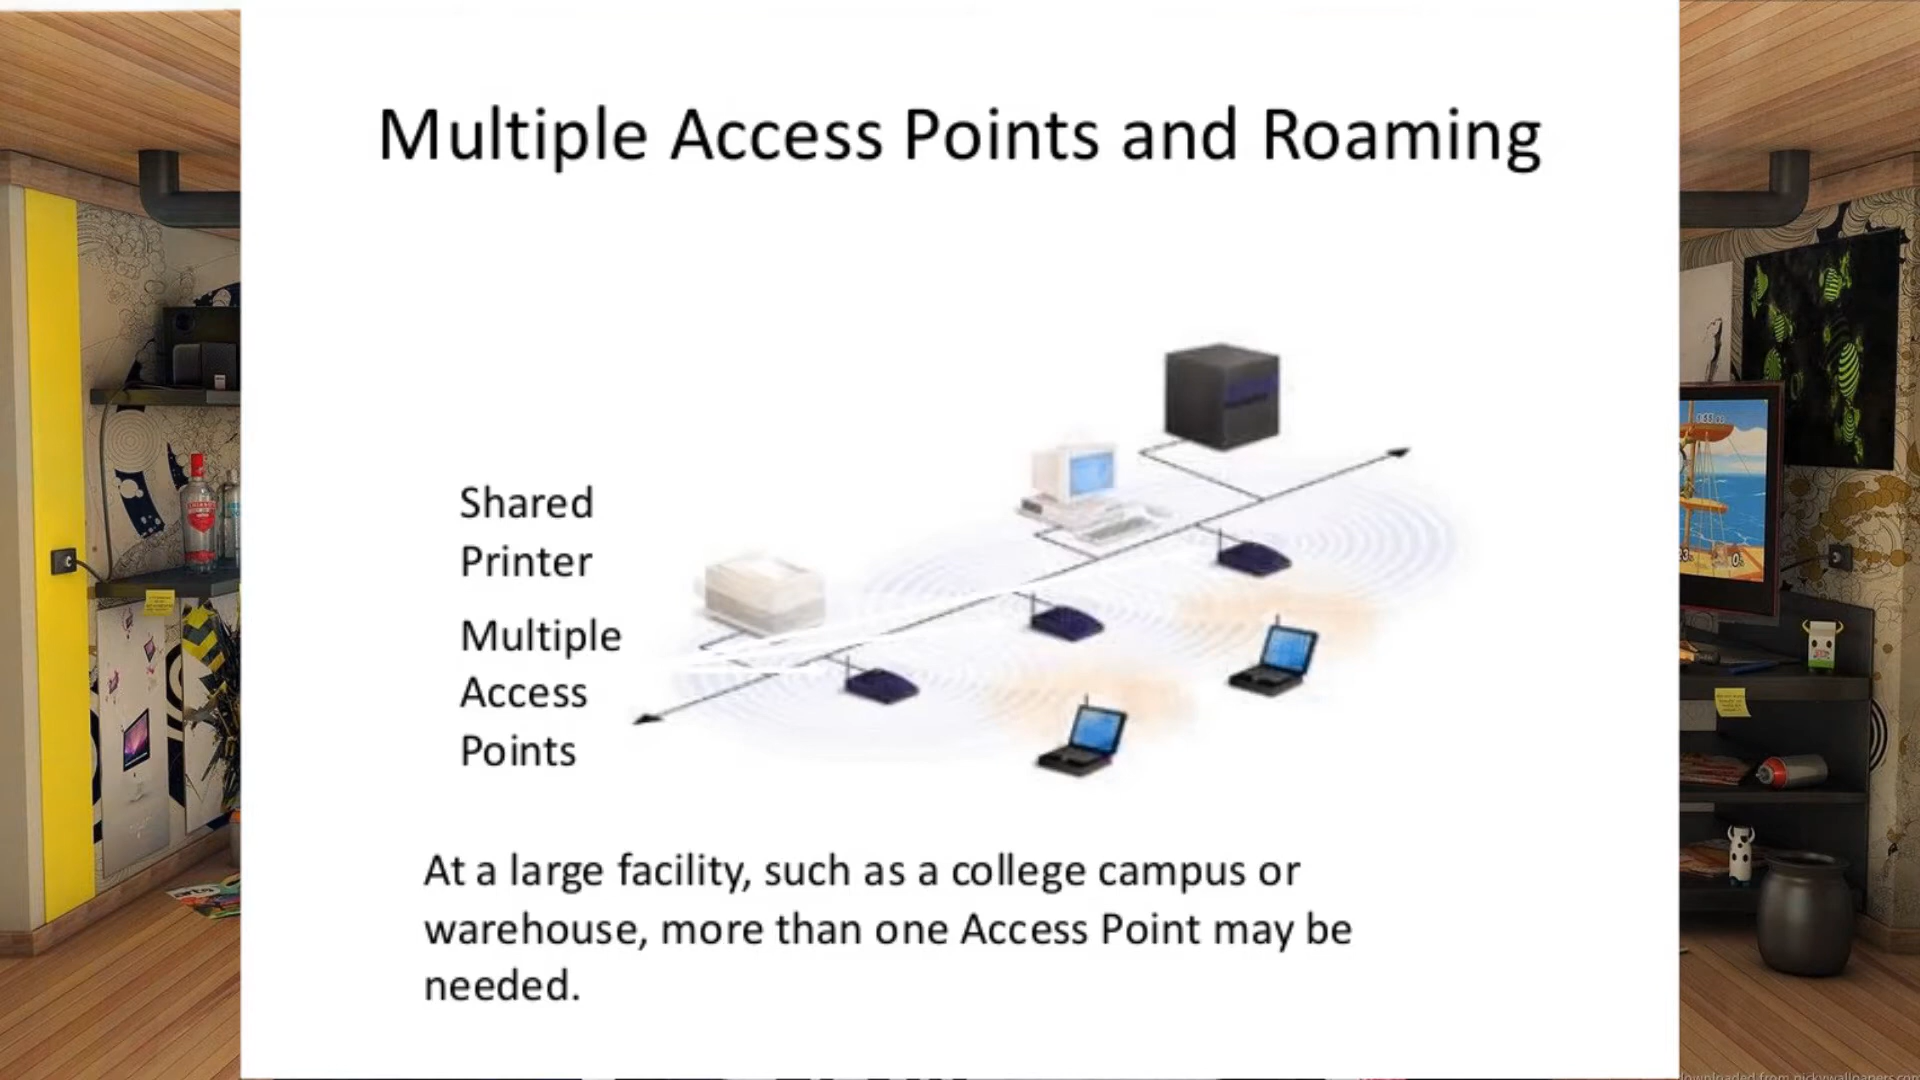 Multiple Access Points and Roaming
Shared
Printer
Multiple
Access
Points
At a large facility, such as a college campus or
warehouse, more than one Access Point may be
needed.